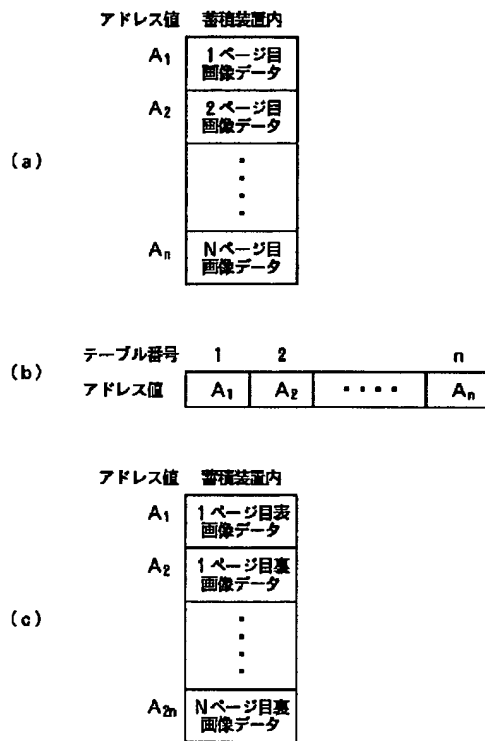 アドレス値 蓄積装置内
A1 1ページ目
画像データ
A2 2ページ目
画像データ
(a)
An Nページ目
画像データ
(b)
テーブル番号 1 2 n
アドレス値 A1 A2 ・・・・ An
アドレス値 蓄積装置内
A1 1ページ目表
画像データ
A2 1ページ目裏
画像データ
(c)
A2n Nページ目裏
画像データ